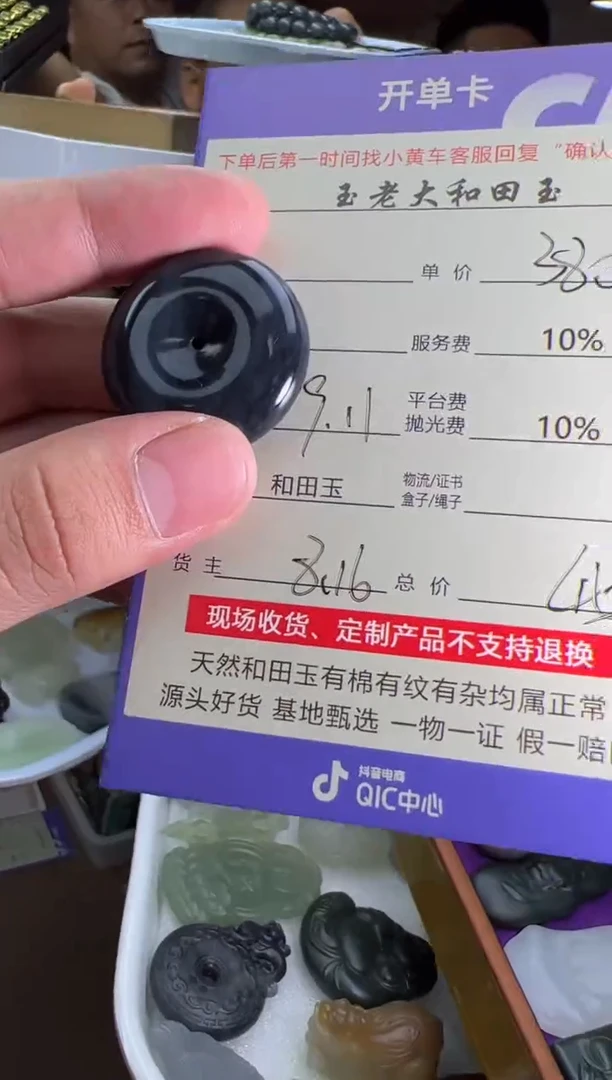 开单卡
下单后第一时间找小黄车客服回复“确认
玉老大和田玉
单价
服务费 10%
9.11 平台费
抛光费 10%
和田玉 物流/证书
盒子/绳子
货主 8.16 总价
现场收货、定制产品不支持退换
天然和田玉有棉有纹有杂均属正常
源头好货 基地甄选 一物一证 假一赔
抖音电商
QIC中心